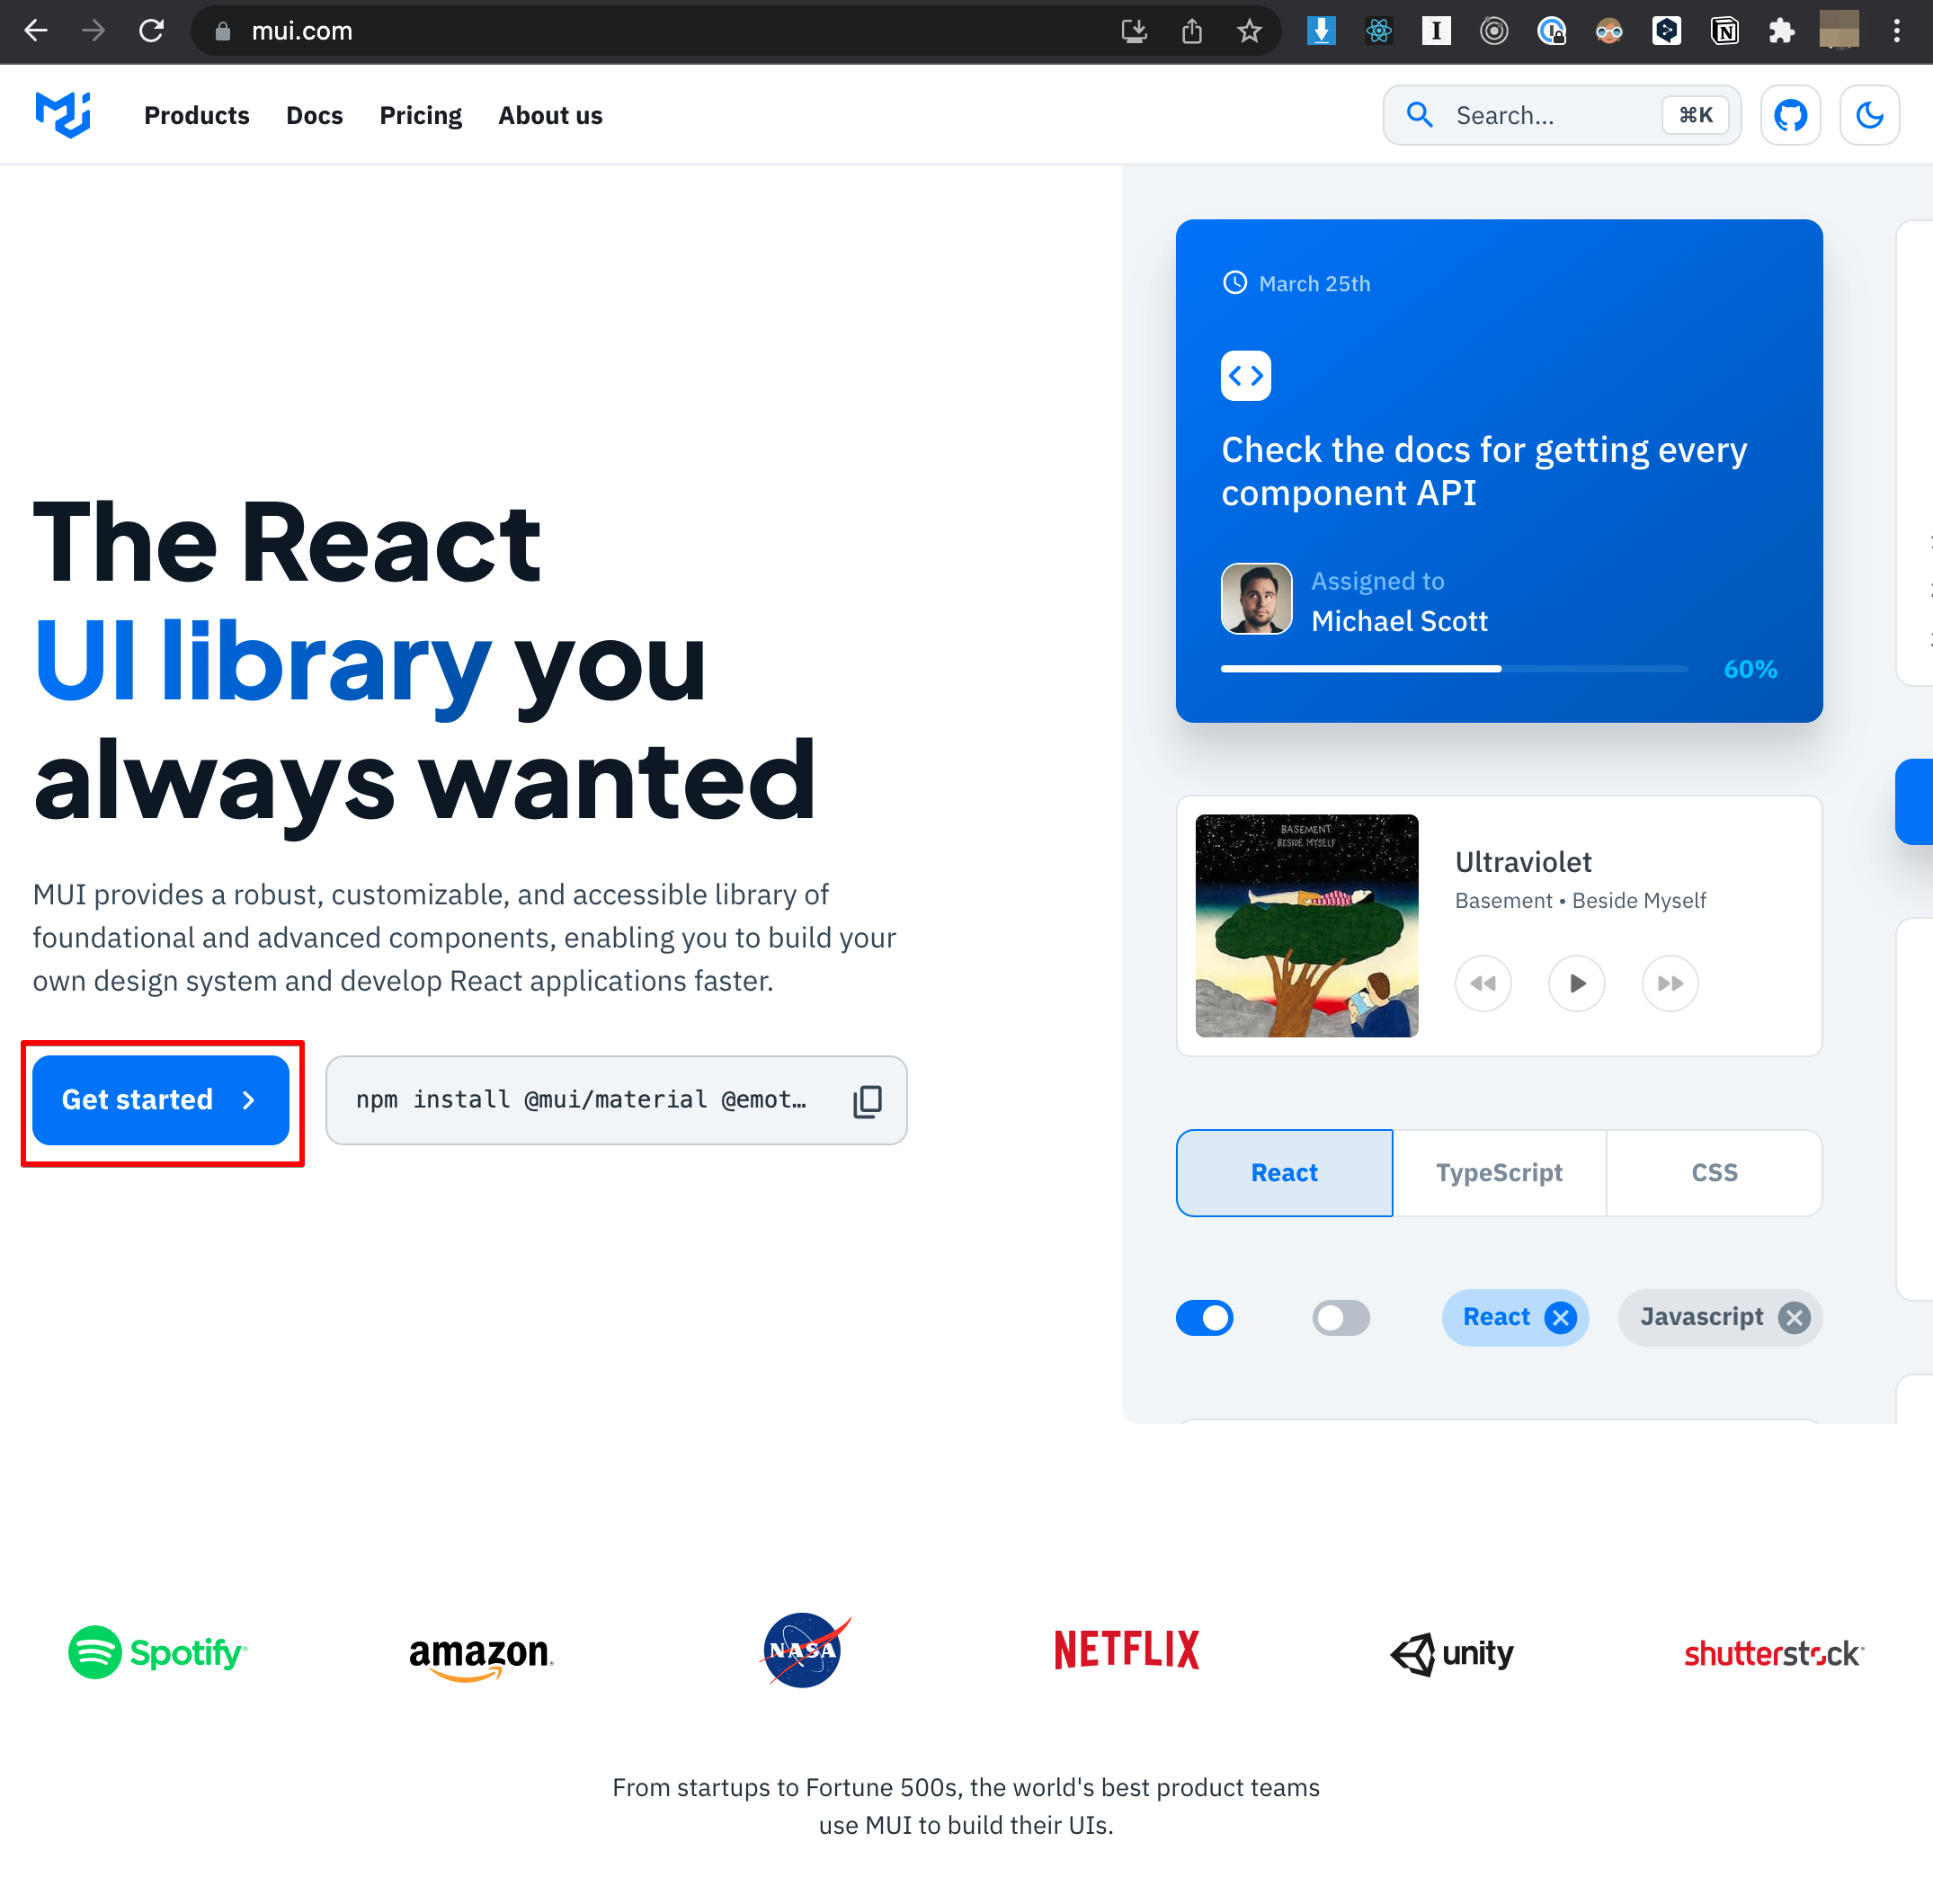 mui.com
Products
Docs
Pricing
About us
Search...
⌘K
March 25th
Check the docs for getting every
component API
Assigned to
Michael Scott
60%
The React
UI library you
always wanted
MUI provides a robust, customizable, and accessible library of
foundational and advanced components, enabling you to build your
own design system and develop React applications faster.
Get started
npm install @mui/material @emot…
BASEMENT
BESIDE MYSELF
Ultraviolet
Basement • Beside Myself
React
TypeScript
CSS
React
Javascript
Spotify
amazon
NASA
NETFLIX
unity
shutterstock
From startups to Fortune 500s, the world's best product teams
use MUI to build their UIs.